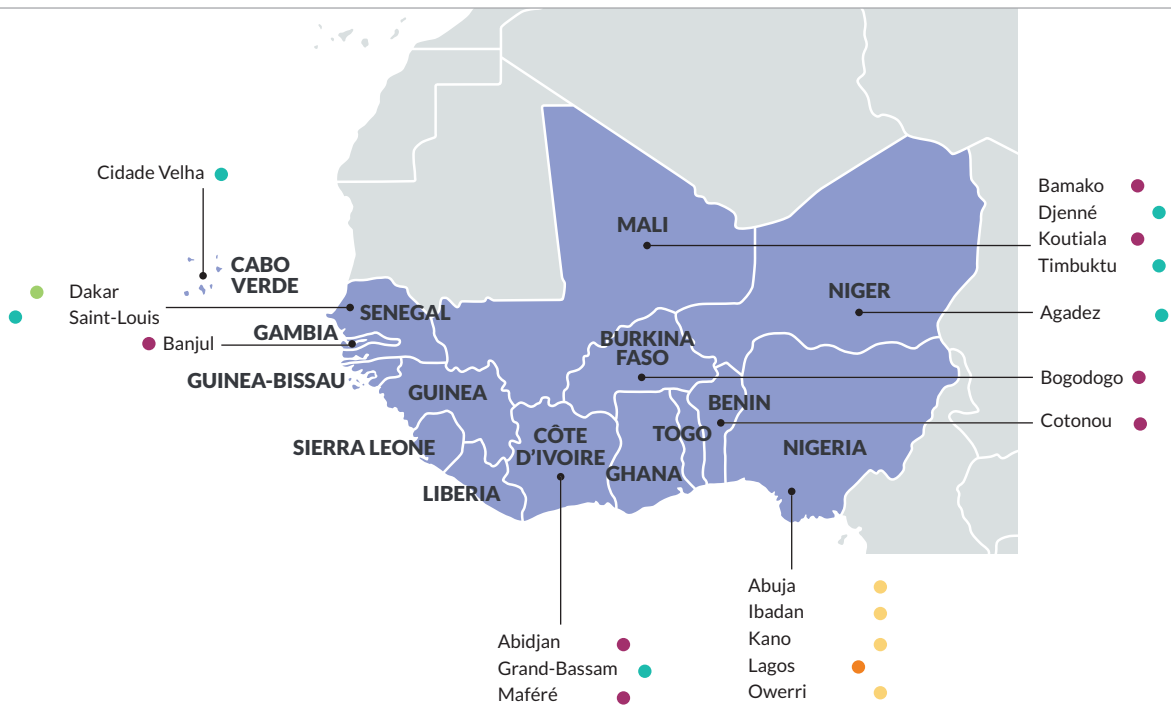 Cidade Velha
CABO
VERDE
Dakar
Saint-Louis
SENEGAL
GAMBIA
Banjul
GUINEA-BISSAU
GUINEA
SIERRA LEONE
LIBERIA
CÔTE
D'IVOIRE
GHANA
TOGO
BENIN
BURKINA
FASO
MALI
NIGER
NIGERIA
Bamako
Djenné
Koutiala
Timbuktu
Agadez
Bogodogo
Cotonou
Abidjan
Grand-Bassam
Maféré
Abuja
Ibadan
Kano
Lagos
Owerri